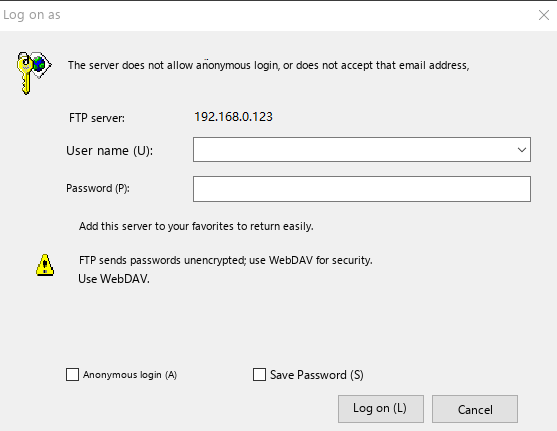 Log on as
The server does not allow anonymous login, or does not accept that email address,
FTP server: 192.168.0.123
User name (U):
Password (P):
Add this server to your favorites to return easily.
FTP sends passwords unencrypted; use WebDAV for security.
Use WebDAV.
Anonymous login (A) Save Password (S)
Log on (L) Cancel